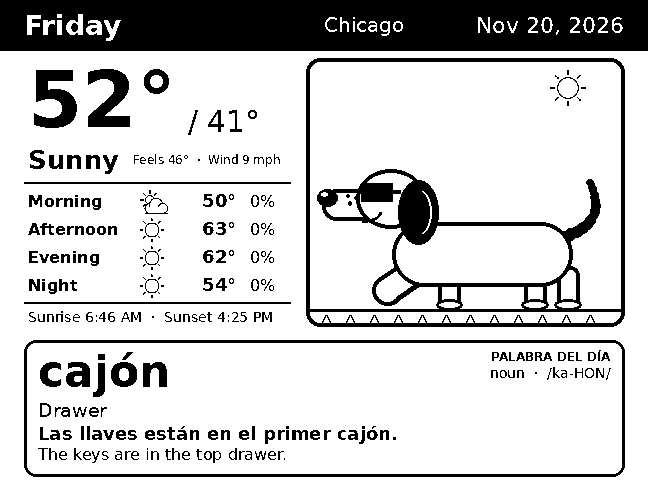 Friday Chicago Nov 20, 2026
52° / 41°
Sunny Feels 46° · Wind 9 mph
Morning 50° 0%
Afternoon 63° 0%
Evening 62° 0%
Night 54° 0%
Sunrise 6:46 AM · Sunset 4:25 PM
cajón
PALABRA DEL DÍA
noun · /ka-HON/
Drawer
Las llaves están en el primer cajón.
The keys are in the top drawer.